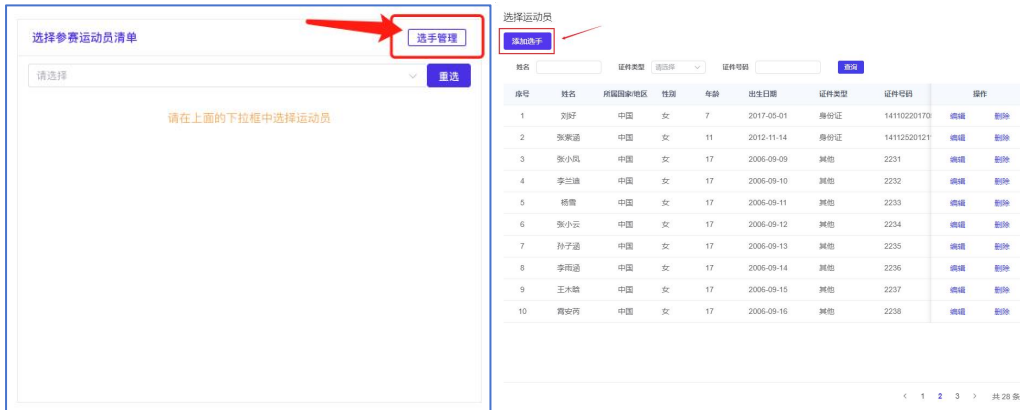 选择参赛运动员清单
选手管理
请选择
重选
请在上面的下拉框中选择运动员
选择运动员
添加选手
姓名 证件类型 请选择 证件号码 查询
序号 姓名 所属国家/地区 性别 年龄 出生日期 证件类型 证件号码 操作
1 刘好 中国 女 7 2017-05-01 身份证 1411022017 编辑 删除
2 张紫涵 中国 女 11 2012-11-14 身份证 1411252012 编辑 删除
3 张小凤 中国 女 17 2006-09-09 其他 2231 编辑 删除
4 李兰迪 中国 女 17 2006-09-10 其他 2232 编辑 删除
5 杨雪 中国 女 17 2006-09-11 其他 2233 编辑 删除
6 张小云 中国 女 17 2006-09-12 其他 2234 编辑 删除
7 孙子涵 中国 女 17 2006-09-13 其他 2235 编辑 删除
8 李雨涵 中国 女 17 2006-09-14 其他 2236 编辑 删除
9 王木 中国 女 17 2006-09-15 其他 2237 编辑 删除
10 安芮 中国 女 17 2006-09-16 其他 2238 编辑 删除
< 1 2 3 > 共 28 条